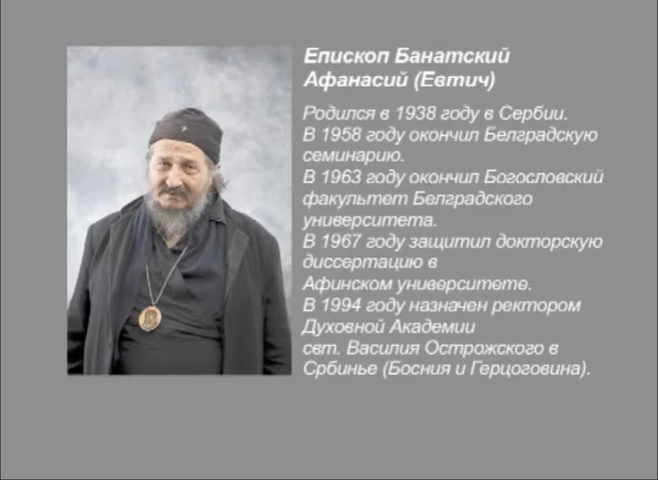 Епископ Банатский
Афанасий (Евтич)
Родился в 1938 году в Сербии.
В 1958 году окончил Белградскую
семинарию.
В 1963 году окончил Богословский
факультет Белградского
университета.
В 1967 году защитил докторскую
диссертацию в
Афинском университете.
В 1994 году назначен ректором
Духовной Академии
свт. Василия Острожского в
Србинье (Босния и Герцоговина).